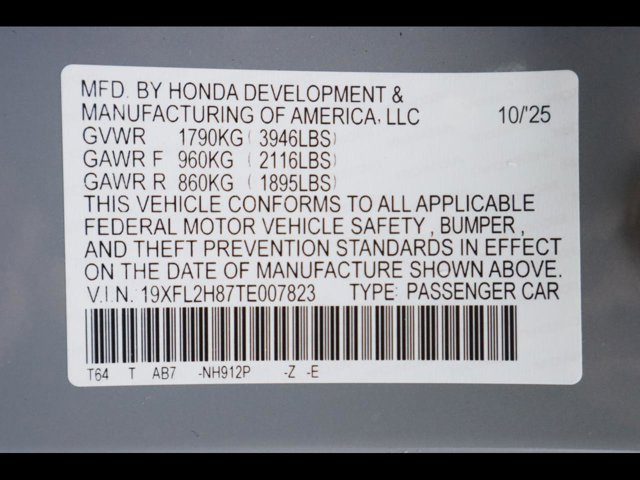 MFD. BY HONDA DEVELOPMENT &
MANUFACTURING OF AMERICA, LLC 10/'25
GVWR 1790KG ( 3946LBS)
GAWR F 960KG ( 2116LBS)
GAWR R 860KG ( 1895LBS)
THIS VEHICLE CONFORMS TO ALL APPLICABLE
FEDERAL MOTOR VEHICLE SAFETY , BUMPER ,
AND THEFT PREVENTION STANDARDS IN EFFECT
ON THE DATE OF MANUFACTURE SHOWN ABOVE.
V.I.N. 19XFL2H87TE007823 TYPE: PASSENGER CAR
T64 T AB7 -NH912P -Z -E